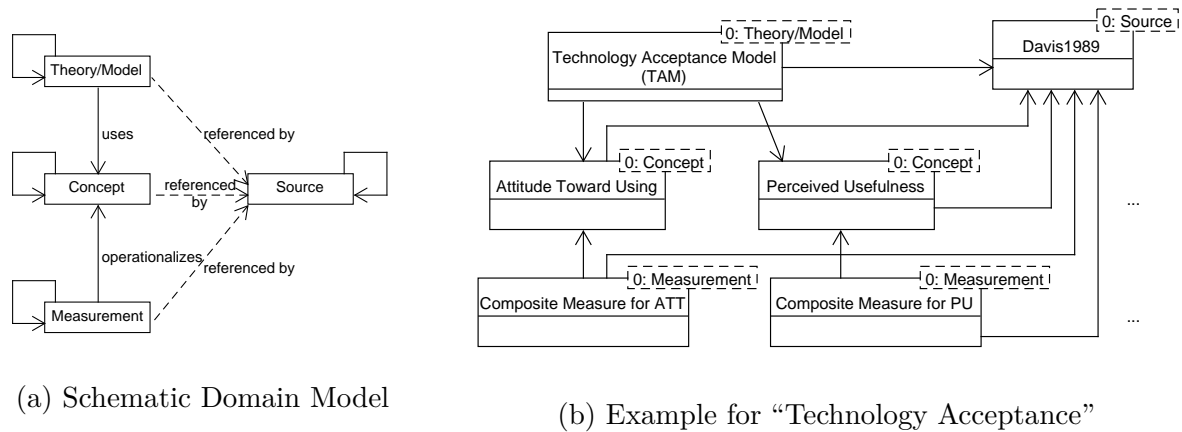 Theory/Model
uses
referenced by
Concept
referenced
by
Source
operationalizes
referenced by
Measurement
(a) Schematic Domain Model
0: Theory/Model
Technology Acceptance Model
(TAM)
0: Source
Davis1989
0: Concept
Attitude Toward Using
0: Concept
Perceived Usefulness
...
0: Measurement
Composite Measure for ATT
0: Measurement
Composite Measure for PU
...
(b) Example for “Technology Acceptance”